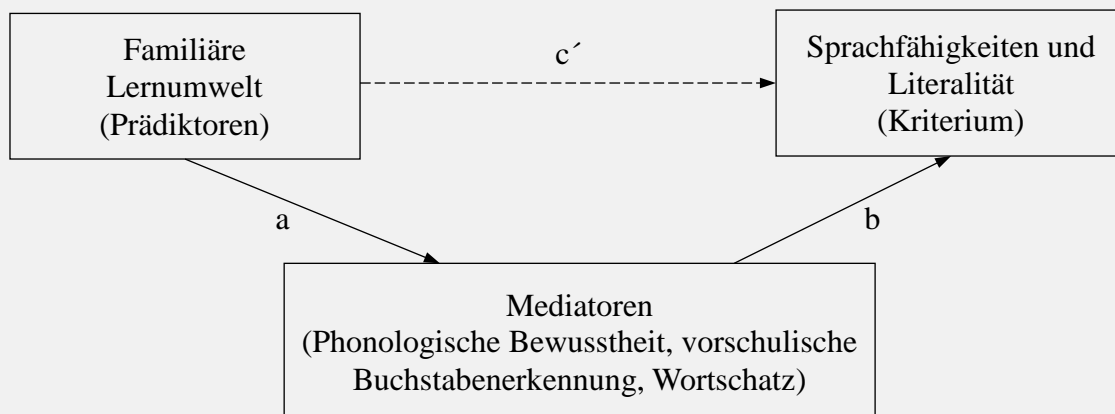 Familiäre
Lernumwelt
(Prädiktoren)
c´
Sprachfähigkeiten und
Literalität
(Kriterium)
a
b
Mediatoren
(Phonologische Bewusstheit, vorschulische
Buchstabenerkennung, Wortschatz)